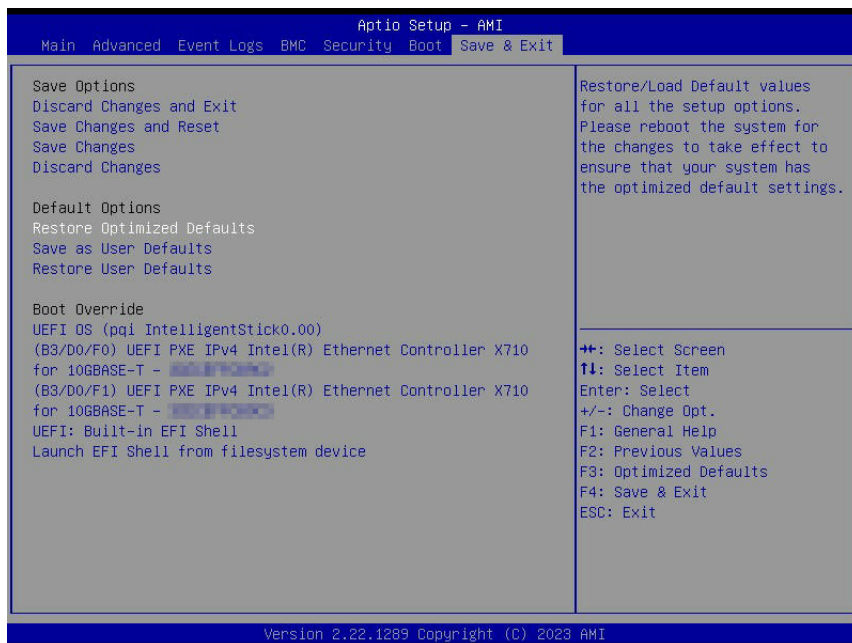 Aptio Setup – AMI
Main Advanced Event Logs BMC Security Boot Save & Exit
Save Options
Discard Changes and Exit
Save Changes and Reset
Save Changes
Discard Changes
Default Options
Restore Optimized Defaults
Save as User Defaults
Restore User Defaults
Boot Override
UEFI OS (pqi IntelligentStick0.00)
(B3/D0/F0) UEFI PXE IPv4 Intel(R) Ethernet Controller X710
for 10GBASE-T –
(B3/D0/F1) UEFI PXE IPv4 Intel(R) Ethernet Controller X710
for 10GBASE-T –
UEFI: Built-in EFI Shell
Launch EFI Shell from filesystem device
Restore/Load Default values
for all the setup options.
Please reboot the system for
the changes to take effect to
ensure that your system has
the optimized default settings.
→←: Select Screen
↑↓: Select Item
Enter: Select
+/-: Change Opt.
F1: General Help
F2: Previous Values
F3: Optimized Defaults
F4: Save & Exit
ESC: Exit
Version 2.22.1289 Copyright (C) 2023 AMI